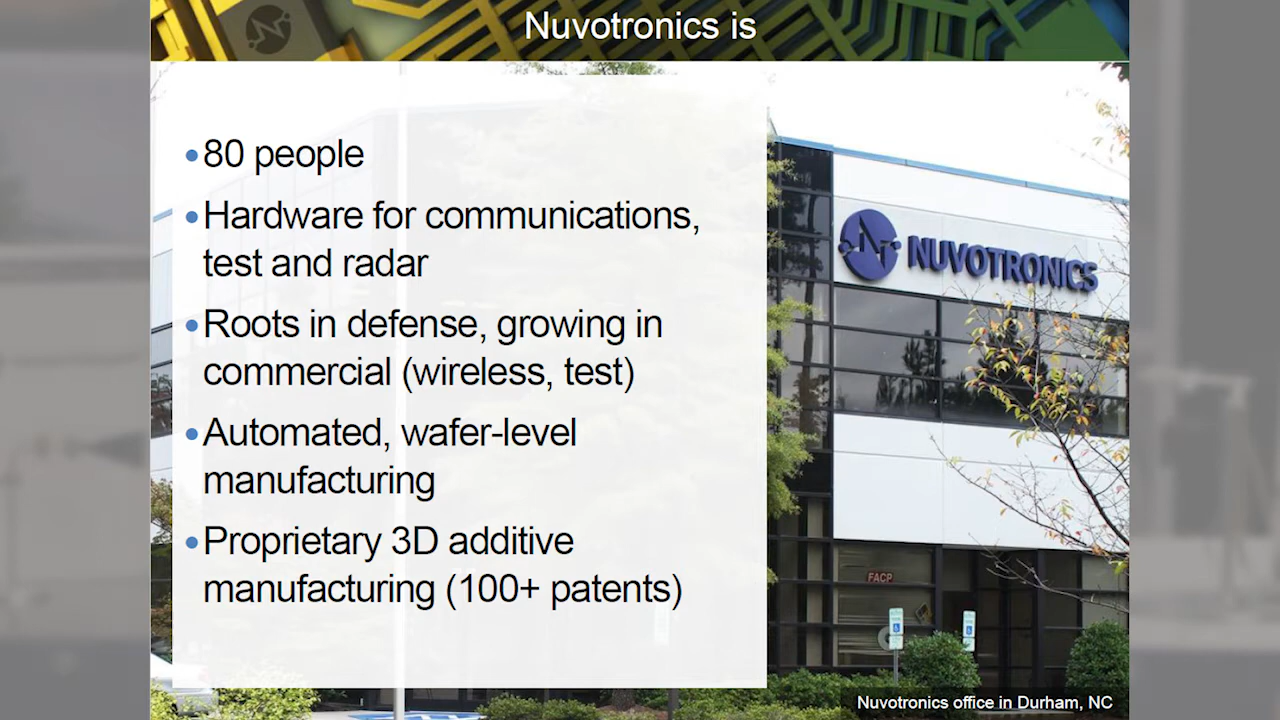 Nuvotronics is
•80 people
•Hardware for communications,
test and radar
•Roots in defense, growing in
commercial (wireless, test)
•Automated, wafer-level
manufacturing
•Proprietary 3D additive
manufacturing (100+ patents)
NUVOTRONICS
FACP
Nuvotronics office in Durham, NC